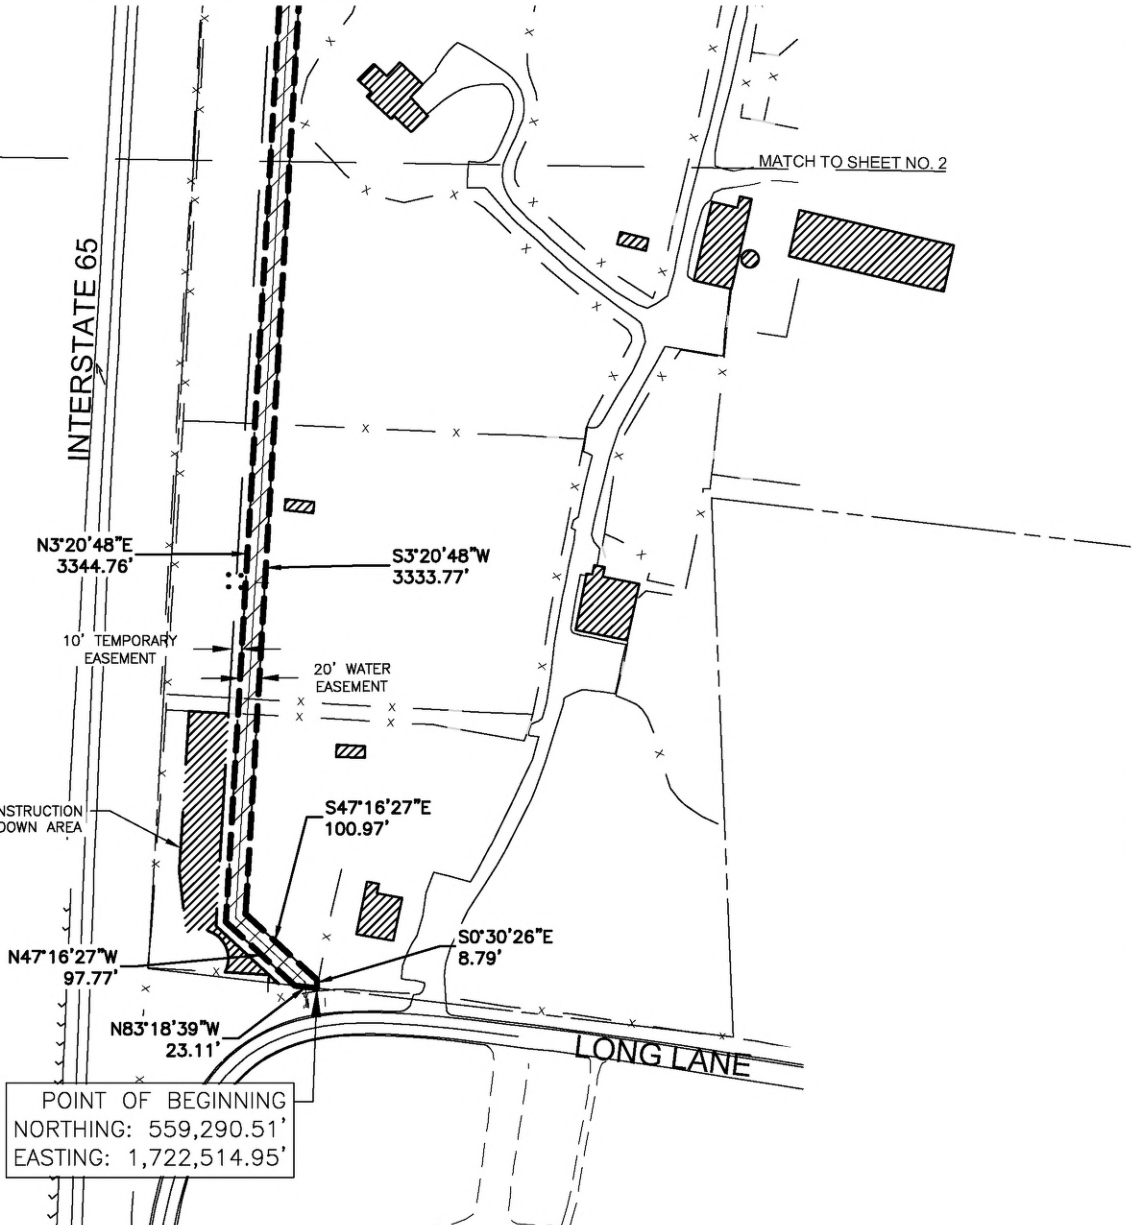 MATCH TO SHEET NO. 2
INTERSTATE 65
N3°20'48"E
3344.76'
S3°20'48"W
3333.77'
10' TEMPORARY
EASEMENT
20' WATER
EASEMENT
NSTRUCTION
DOWN AREA
S47°16'27"E
100.97'
S0°30'26"E
8.79'
N47°16'27"W
97.77'
N83°18'39"W
23.11'
LONG LANE
POINT OF BEGINNING
NORTHING: 559,290.51'
EASTING: 1,722,514.95'